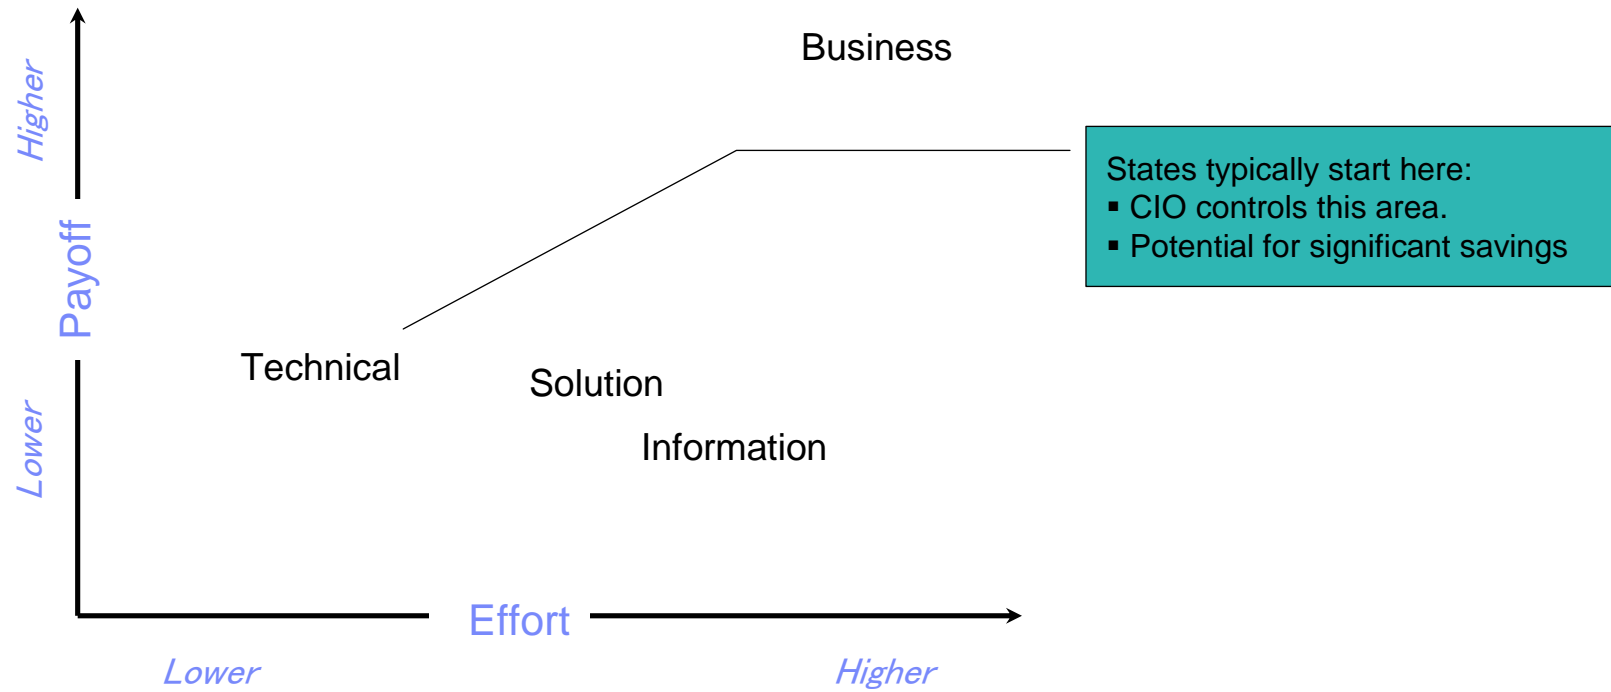 Business
Higher
States typically start here:
▪ CIO controls this area.
▪ Potential for significant savings
Payoff
Technical
Solution
Information
Lower
Effort
Lower
Higher